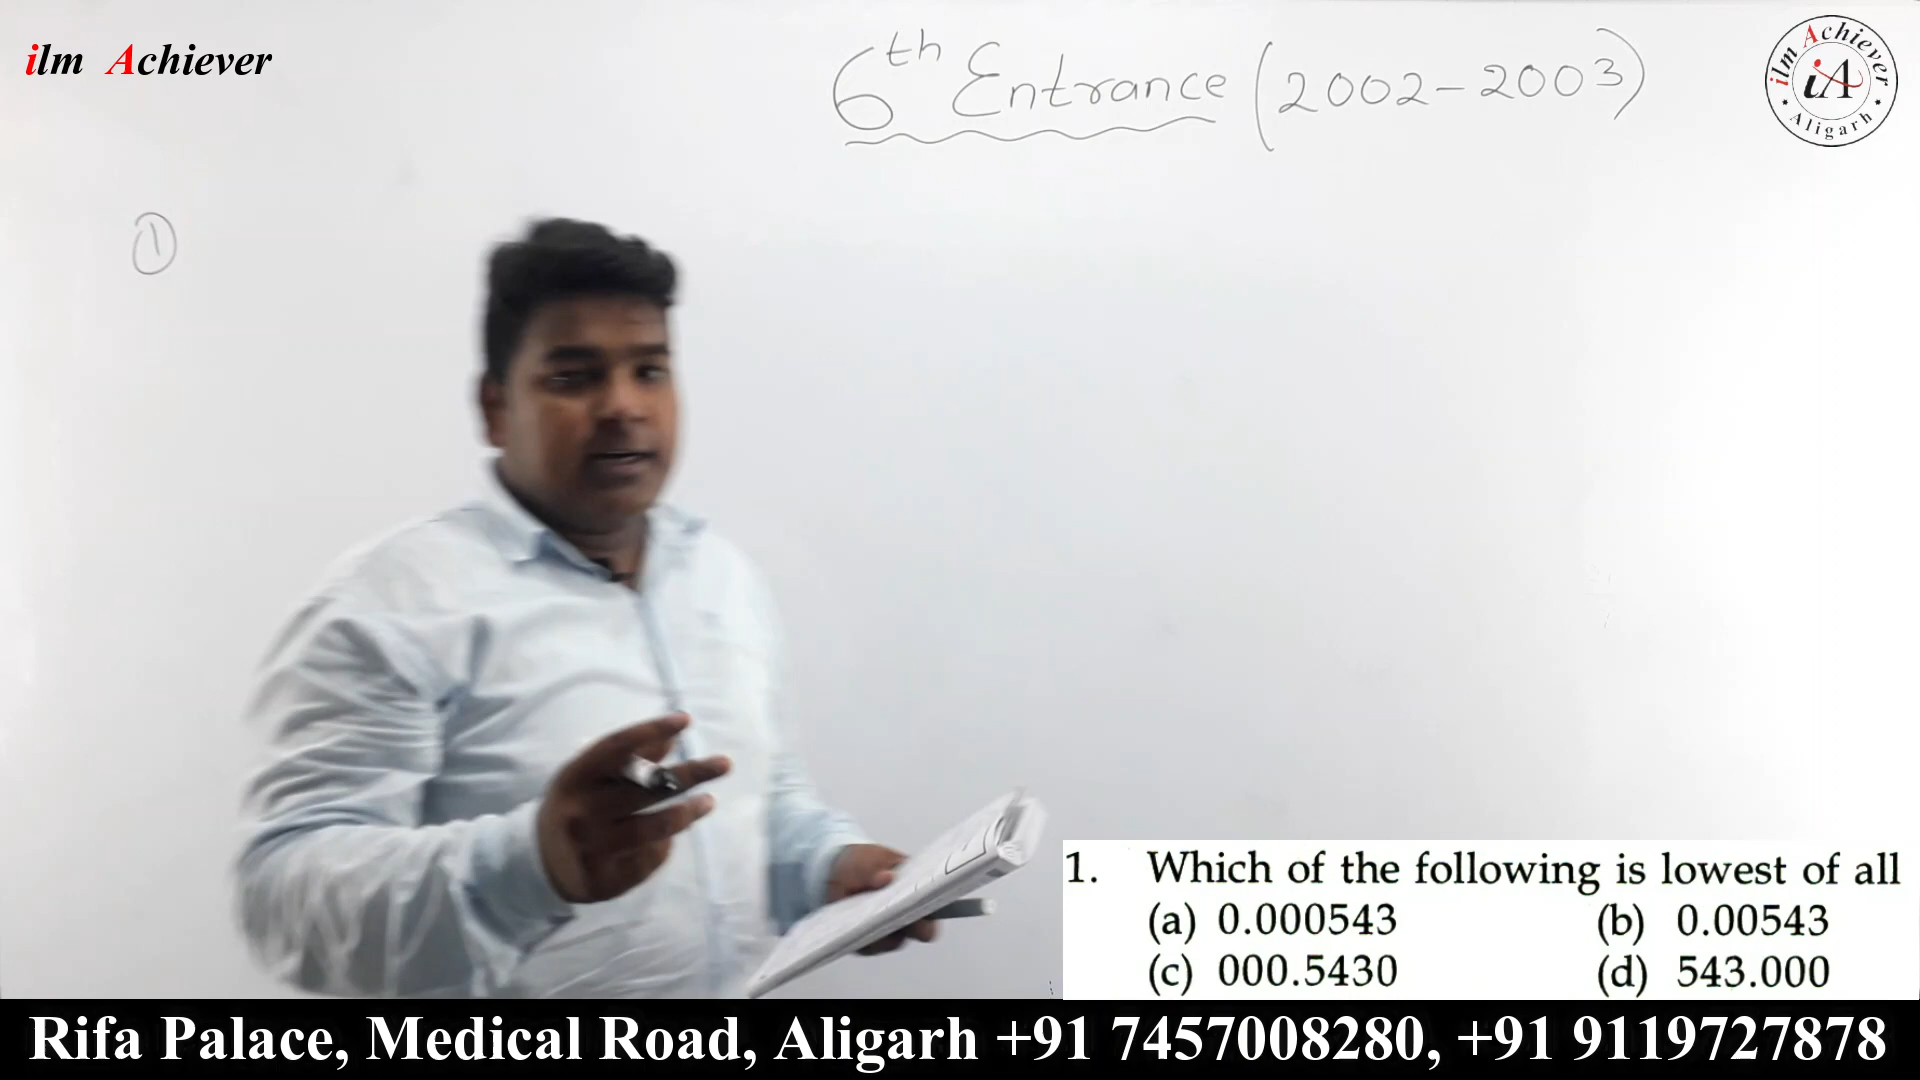 ilm Achiever
6th Entrance (2002-2003)
ilm Achiever
iA
Aligarh
1
1. Which of the following is lowest of all
(a) 0.000543 (b) 0.00543
(c) 000.5430 (d) 543.000
Rifa Palace, Medical Road, Aligarh +91 7457008280, +91 9119727878